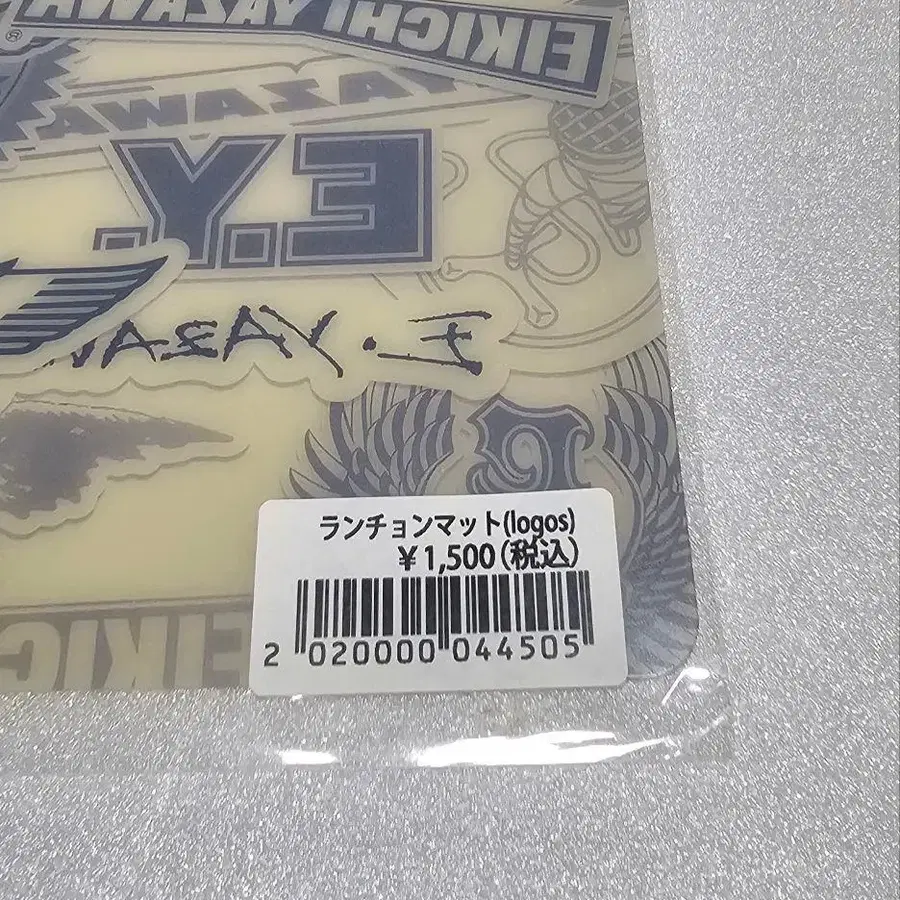 EIKICHI YAZAWA
®
YAZAWA
E.Y.
E. YAZAWA
ランチョンマット(logos)
¥1,500(税込)
2 020000 044505
EIKIC